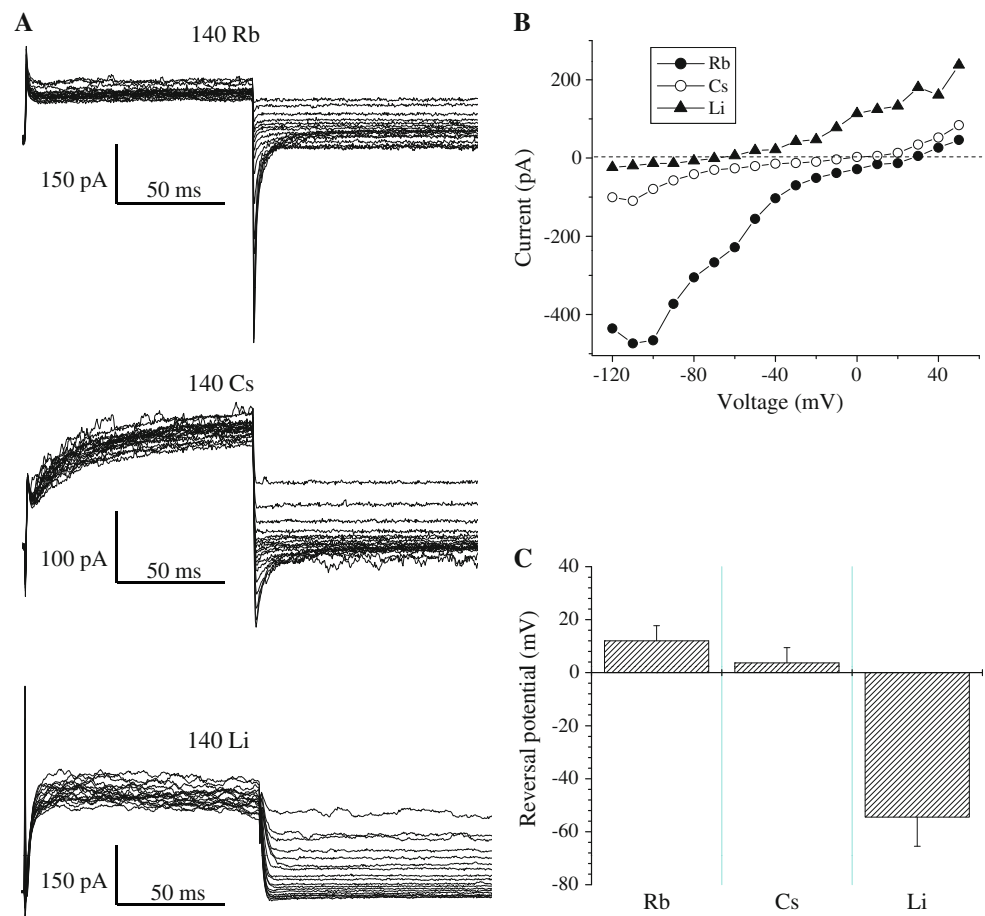 A
140 Rb
150 pA
50 ms
140 Cs
100 pA
50 ms
140 Li
150 pA
50 ms
B
Rb
Cs
Li
200
0
-200
-400
Current (pA)
-120
-80
-40
0
40
Voltage (mV)
C
40
20
0
-20
-40
-60
-80
Reversal potential (mV)
Rb
Cs
Li